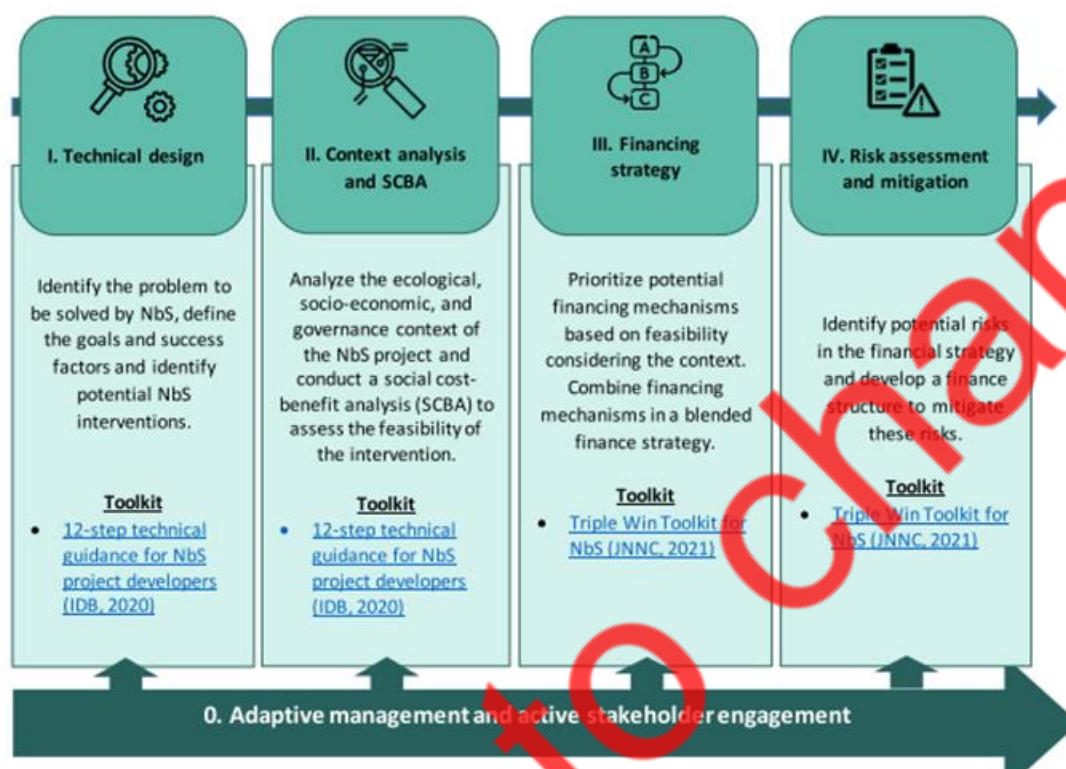 A
B
C
I. Technical design
II. Context analysis
and SCBA
III. Financing
strategy
IV. Risk assessment
and mitigation
Identify the problem to
be solved by NbS, define
the goals and success
factors and identify
potential NbS
interventions.
Toolkit
• 12-step technical
guidance for NbS
project developers
(IDB, 2020)
Analyze the ecological,
socio-economic, and
governance context of
the NbS project and
conduct a social cost-
benefit analysis (SCBA) to
assess the feasibility of
the intervention.
Toolkit
• 12-step technical
guidance for NbS
project developers
(IDB, 2020)
Prioritize potential
financing mechanisms
based on feasibility
considering the context.
Combine financing
mechanisms in a blended
finance strategy.
Toolkit
• Triple Win Toolkit for
NbS (JNNC, 2021)
Identify potential risks
in the financial strategy
and develop a finance
structure to mitigate
these risks.
Toolkit
• Triple Win Toolkit for
NbS (JNNC, 2021)
0. Adaptive management and active stakeholder engagement
to chan